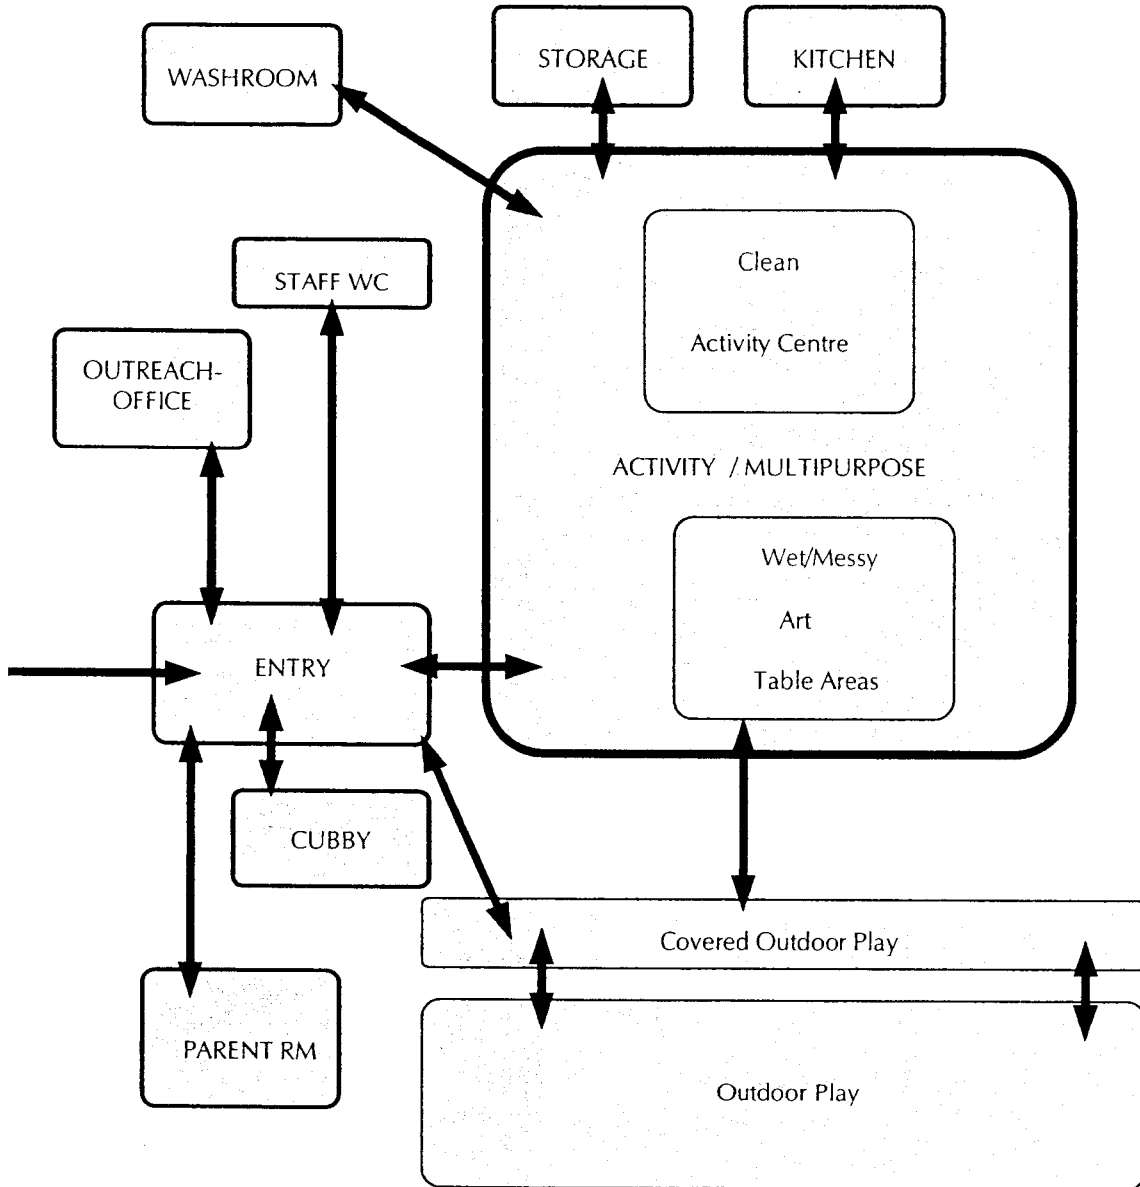 WASHROOM
STORAGE
KITCHEN
STAFF WC
OUTREACH-
OFFICE
Clean
Activity Centre
ACTIVITY / MULTIPURPOSE
Wet/Messy
Art
Table Areas
ENTRY
CUBBY
PARENT RM
Covered Outdoor Play
Outdoor Play